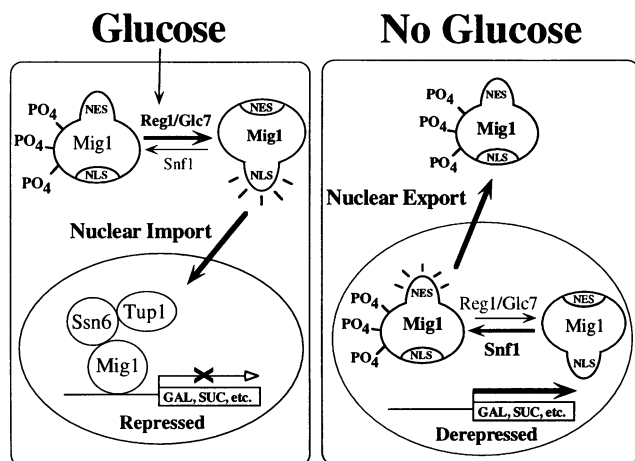 Glucose
PO4
PO4
PO4
NES
Mig1
NLS
Reg1/Glc7
Snf1
NES
Mig1
NLS
Nuclear Import
Ssn6
Tup1
Mig1
GAL, SUC, etc.
Repressed
No Glucose
PO4
PO4
PO4
NES
Mig1
NLS
Nuclear Export
PO4
PO4
PO4
NES
Mig1
NLS
Reg1/Glc7
Snf1
NES
Mig1
NLS
GAL, SUC, etc.
Derepressed